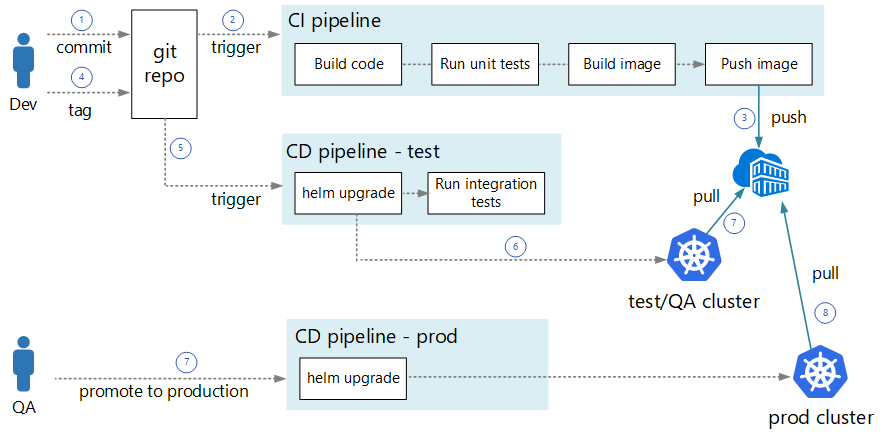 CI pipeline
1
2
commit
git
repo
trigger
Build code
Run unit tests
Build image
Push image
4
Dev
tag
3
push
5
CD pipeline - test
trigger
helm upgrade
Run integration
tests
pull
7
6
test/QA cluster
pull
8
CD pipeline - prod
7
promote to production
helm upgrade
QA
prod cluster